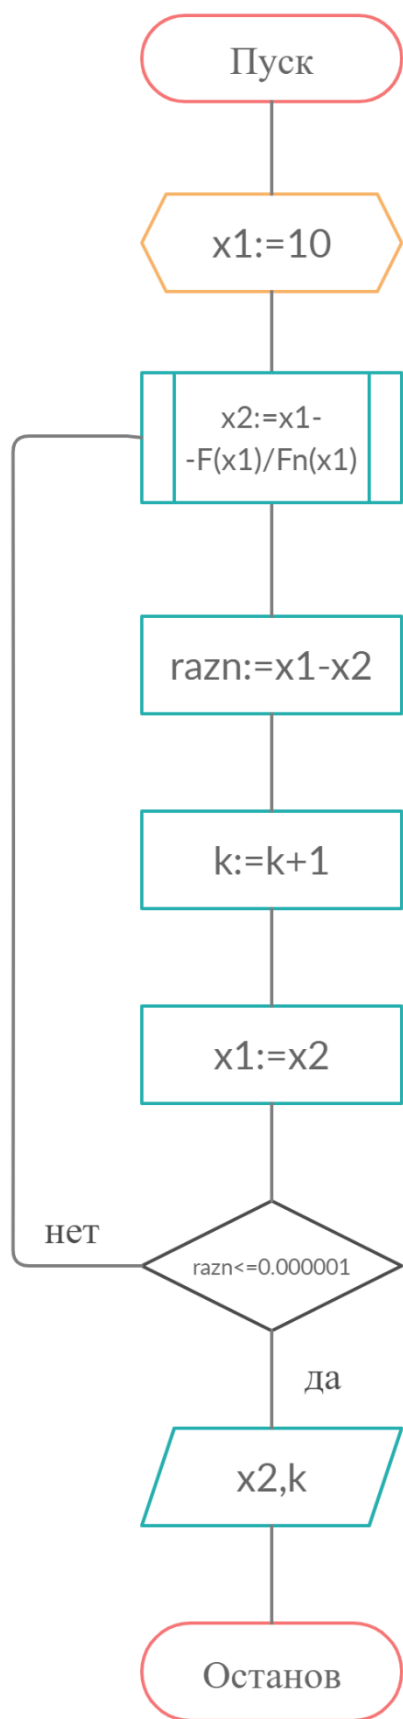 Пуск
x1:=10
x2:=x1-
-F(x1)/Fn(x1)
razn:=x1-x2
k:=k+1
x1:=x2
нет
razn<=0.000001
да
x2,k
Останов